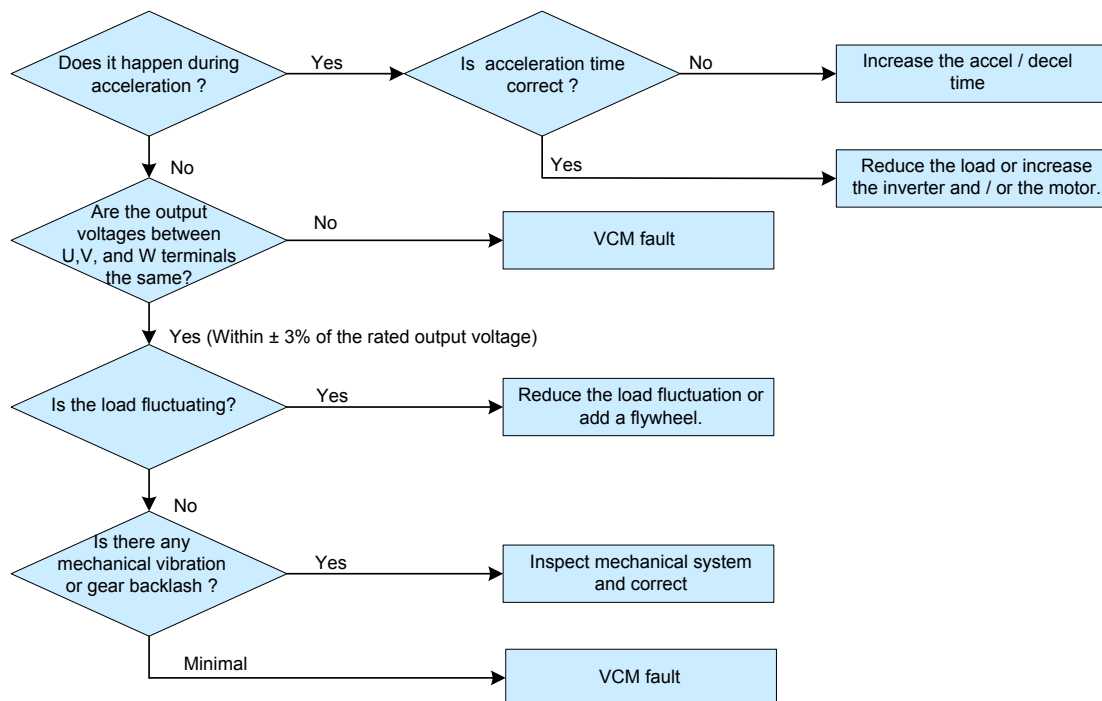 Does it happen during
acceleration ?
Yes
Is acceleration time
correct ?
No
Increase the accel / decel
time
Yes
Reduce the load or increase
the inverter and / or the motor.
No
Are the output
voltages between
U,V, and W terminals
the same?
No
VCM fault
Yes (Within ± 3% of the rated output voltage)
Is the load fluctuating?
Yes
Reduce the load fluctuation or
add a flywheel.
No
Is there any
mechanical vibration
or gear backlash ?
Yes
Inspect mechanical system
and correct
Minimal
VCM fault